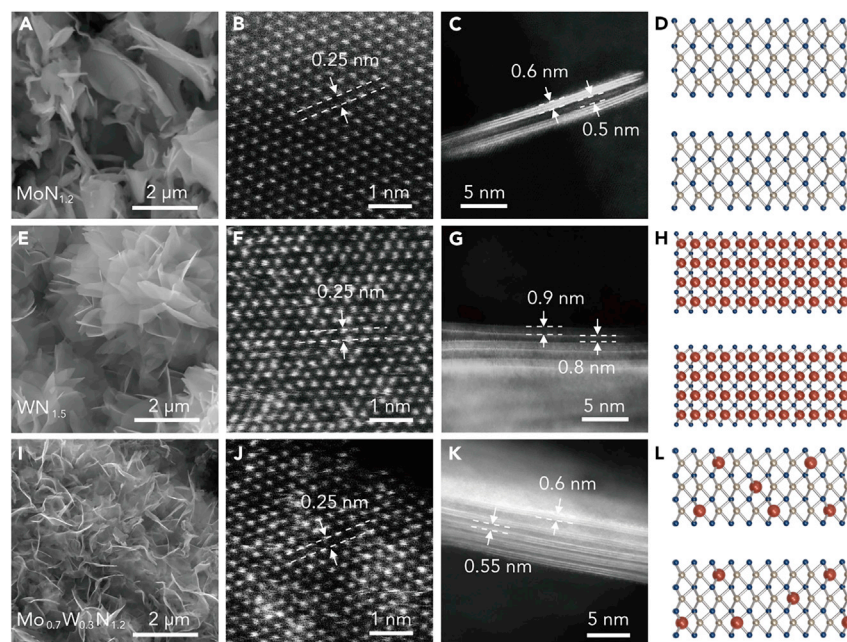 A
MoN1.2
2 μm
B
0.25 nm
1 nm
C
0.6 nm
0.5 nm
5 nm
D
E
WN1.5
2 μm
F
0.25 nm
1 nm
G
0.9 nm
0.8 nm
5 nm
H
I
Mo0.7W0.3N1.2
2 μm
J
0.25 nm
1 nm
K
0.6 nm
0.55 nm
5 nm
L